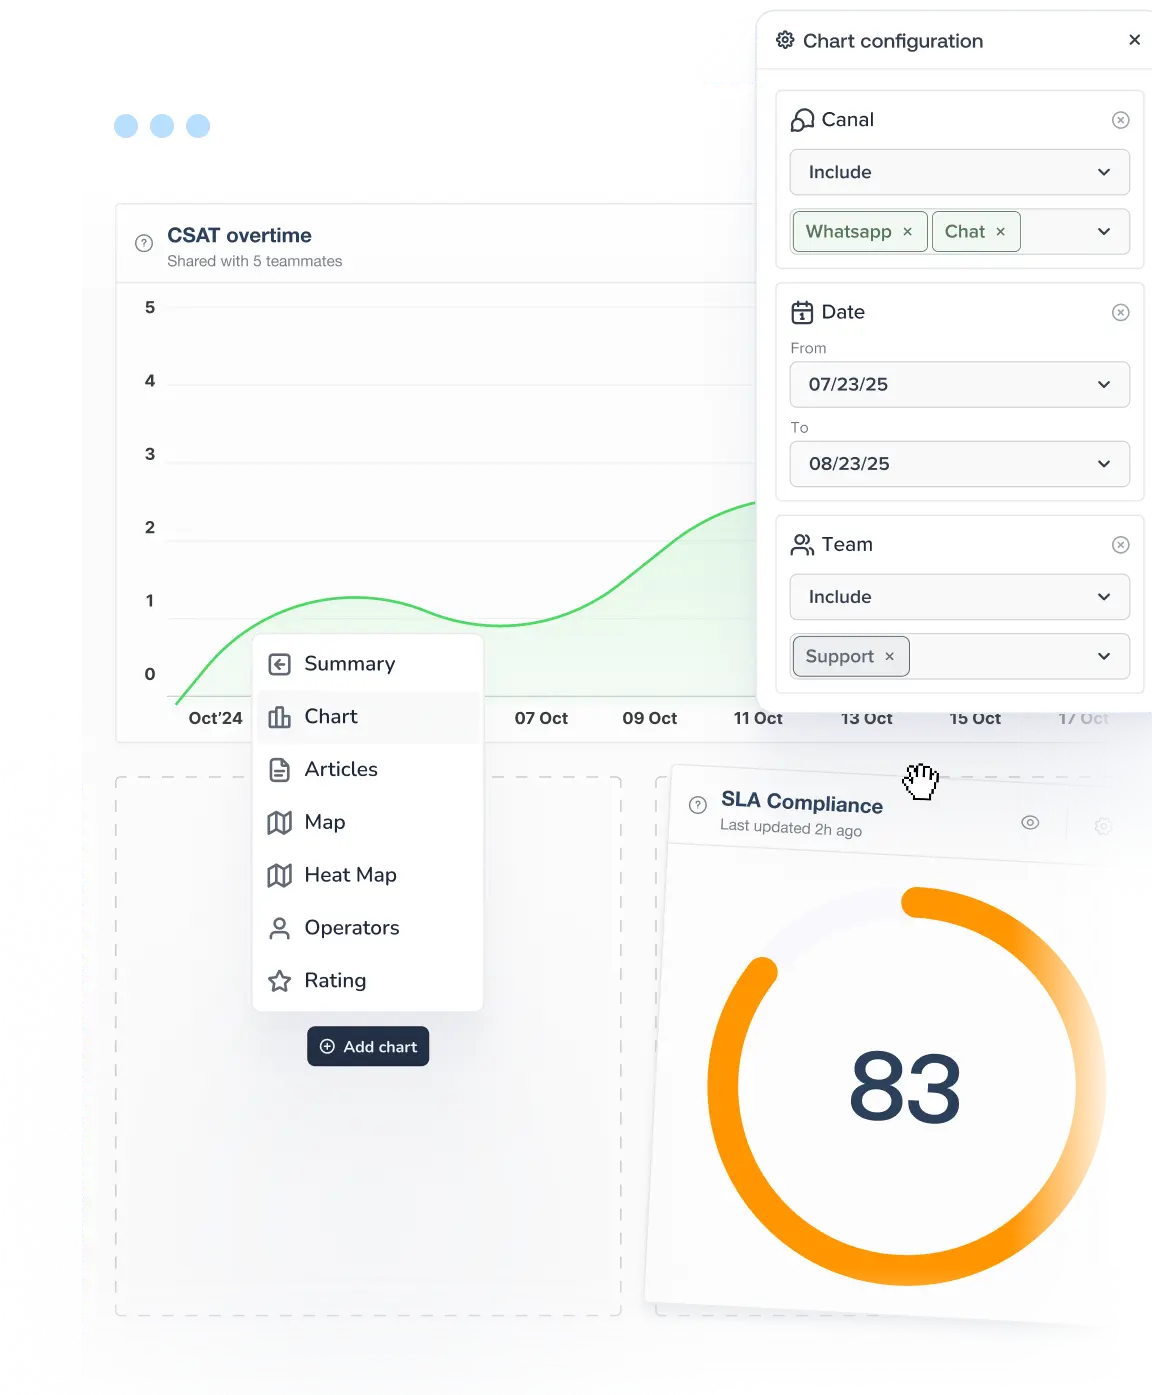 Chart configuration
Canal
Include
Whatsapp × Chat ×
Date
From
07/23/25
To
08/23/25
Team
Include
Support ×
CSAT overtime
Shared with 5 teammates
5
4
3
2
1
0
Oct’24 07 Oct 09 Oct 11 Oct 13 Oct 15 Oct 17 Oct
Summary
Chart
Articles
Map
Heat Map
Operators
Rating
Add chart
SLA Compliance
Last updated 2h ago
83